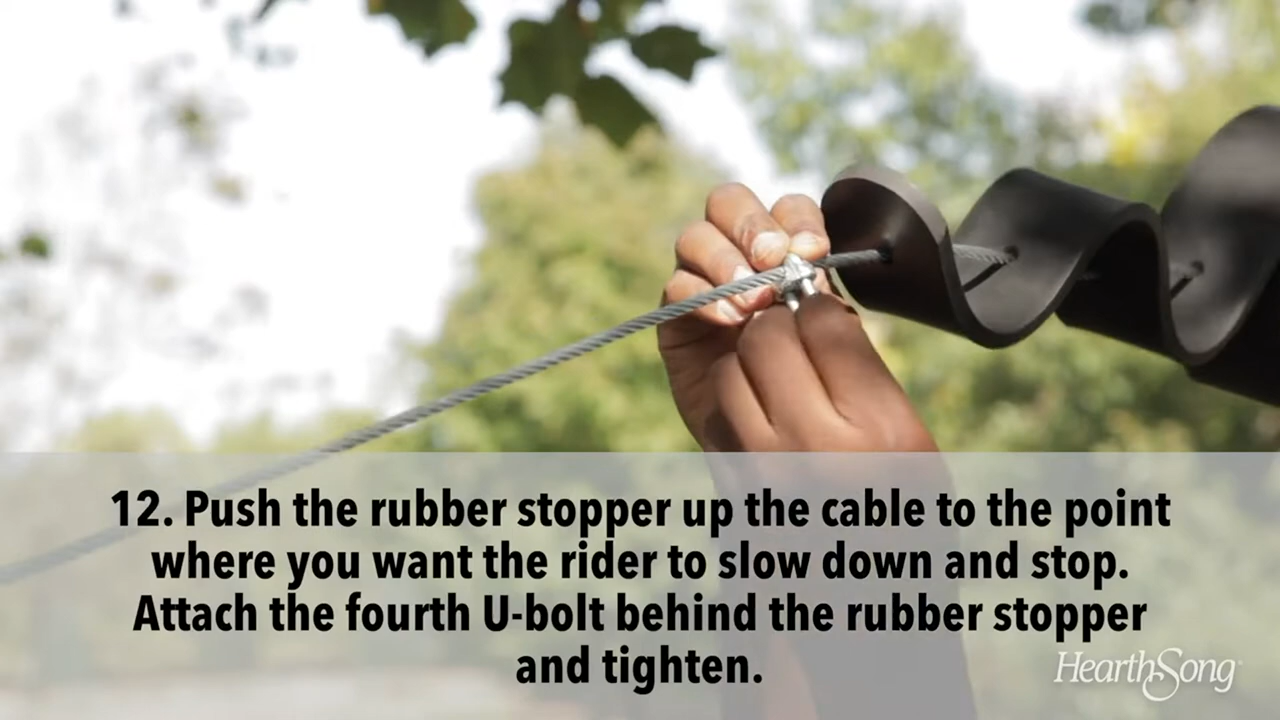 12. Push the rubber stopper up the cable to the point
where you want the rider to slow down and stop.
Attach the fourth U-bolt behind the rubber stopper
and tighten.
HearthSong